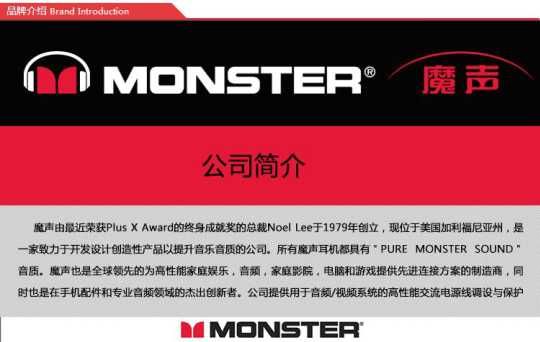 品牌介绍 Brand Introduction
MONSTER® 魔声
公司简介
魔声由最近荣获Plus X Award的终身成就奖的总裁Noel Lee于1979年创立，现位于美国加利福尼亚州，是
一家致力于开发设计创造性产品以提升音乐音质的公司。所有魔声耳机都具有＂PURE MONSTER SOUND＂
音质。魔声也是全球领先的为高性能家庭娱乐，音频，家庭影院，电脑和游戏提供先进连接方案的制造商，同
时也是在手机配件和专业音频领域的杰出创新者。公司提供用于音频/视频系统的高性能交流电源线调设与保护
MONSTER®